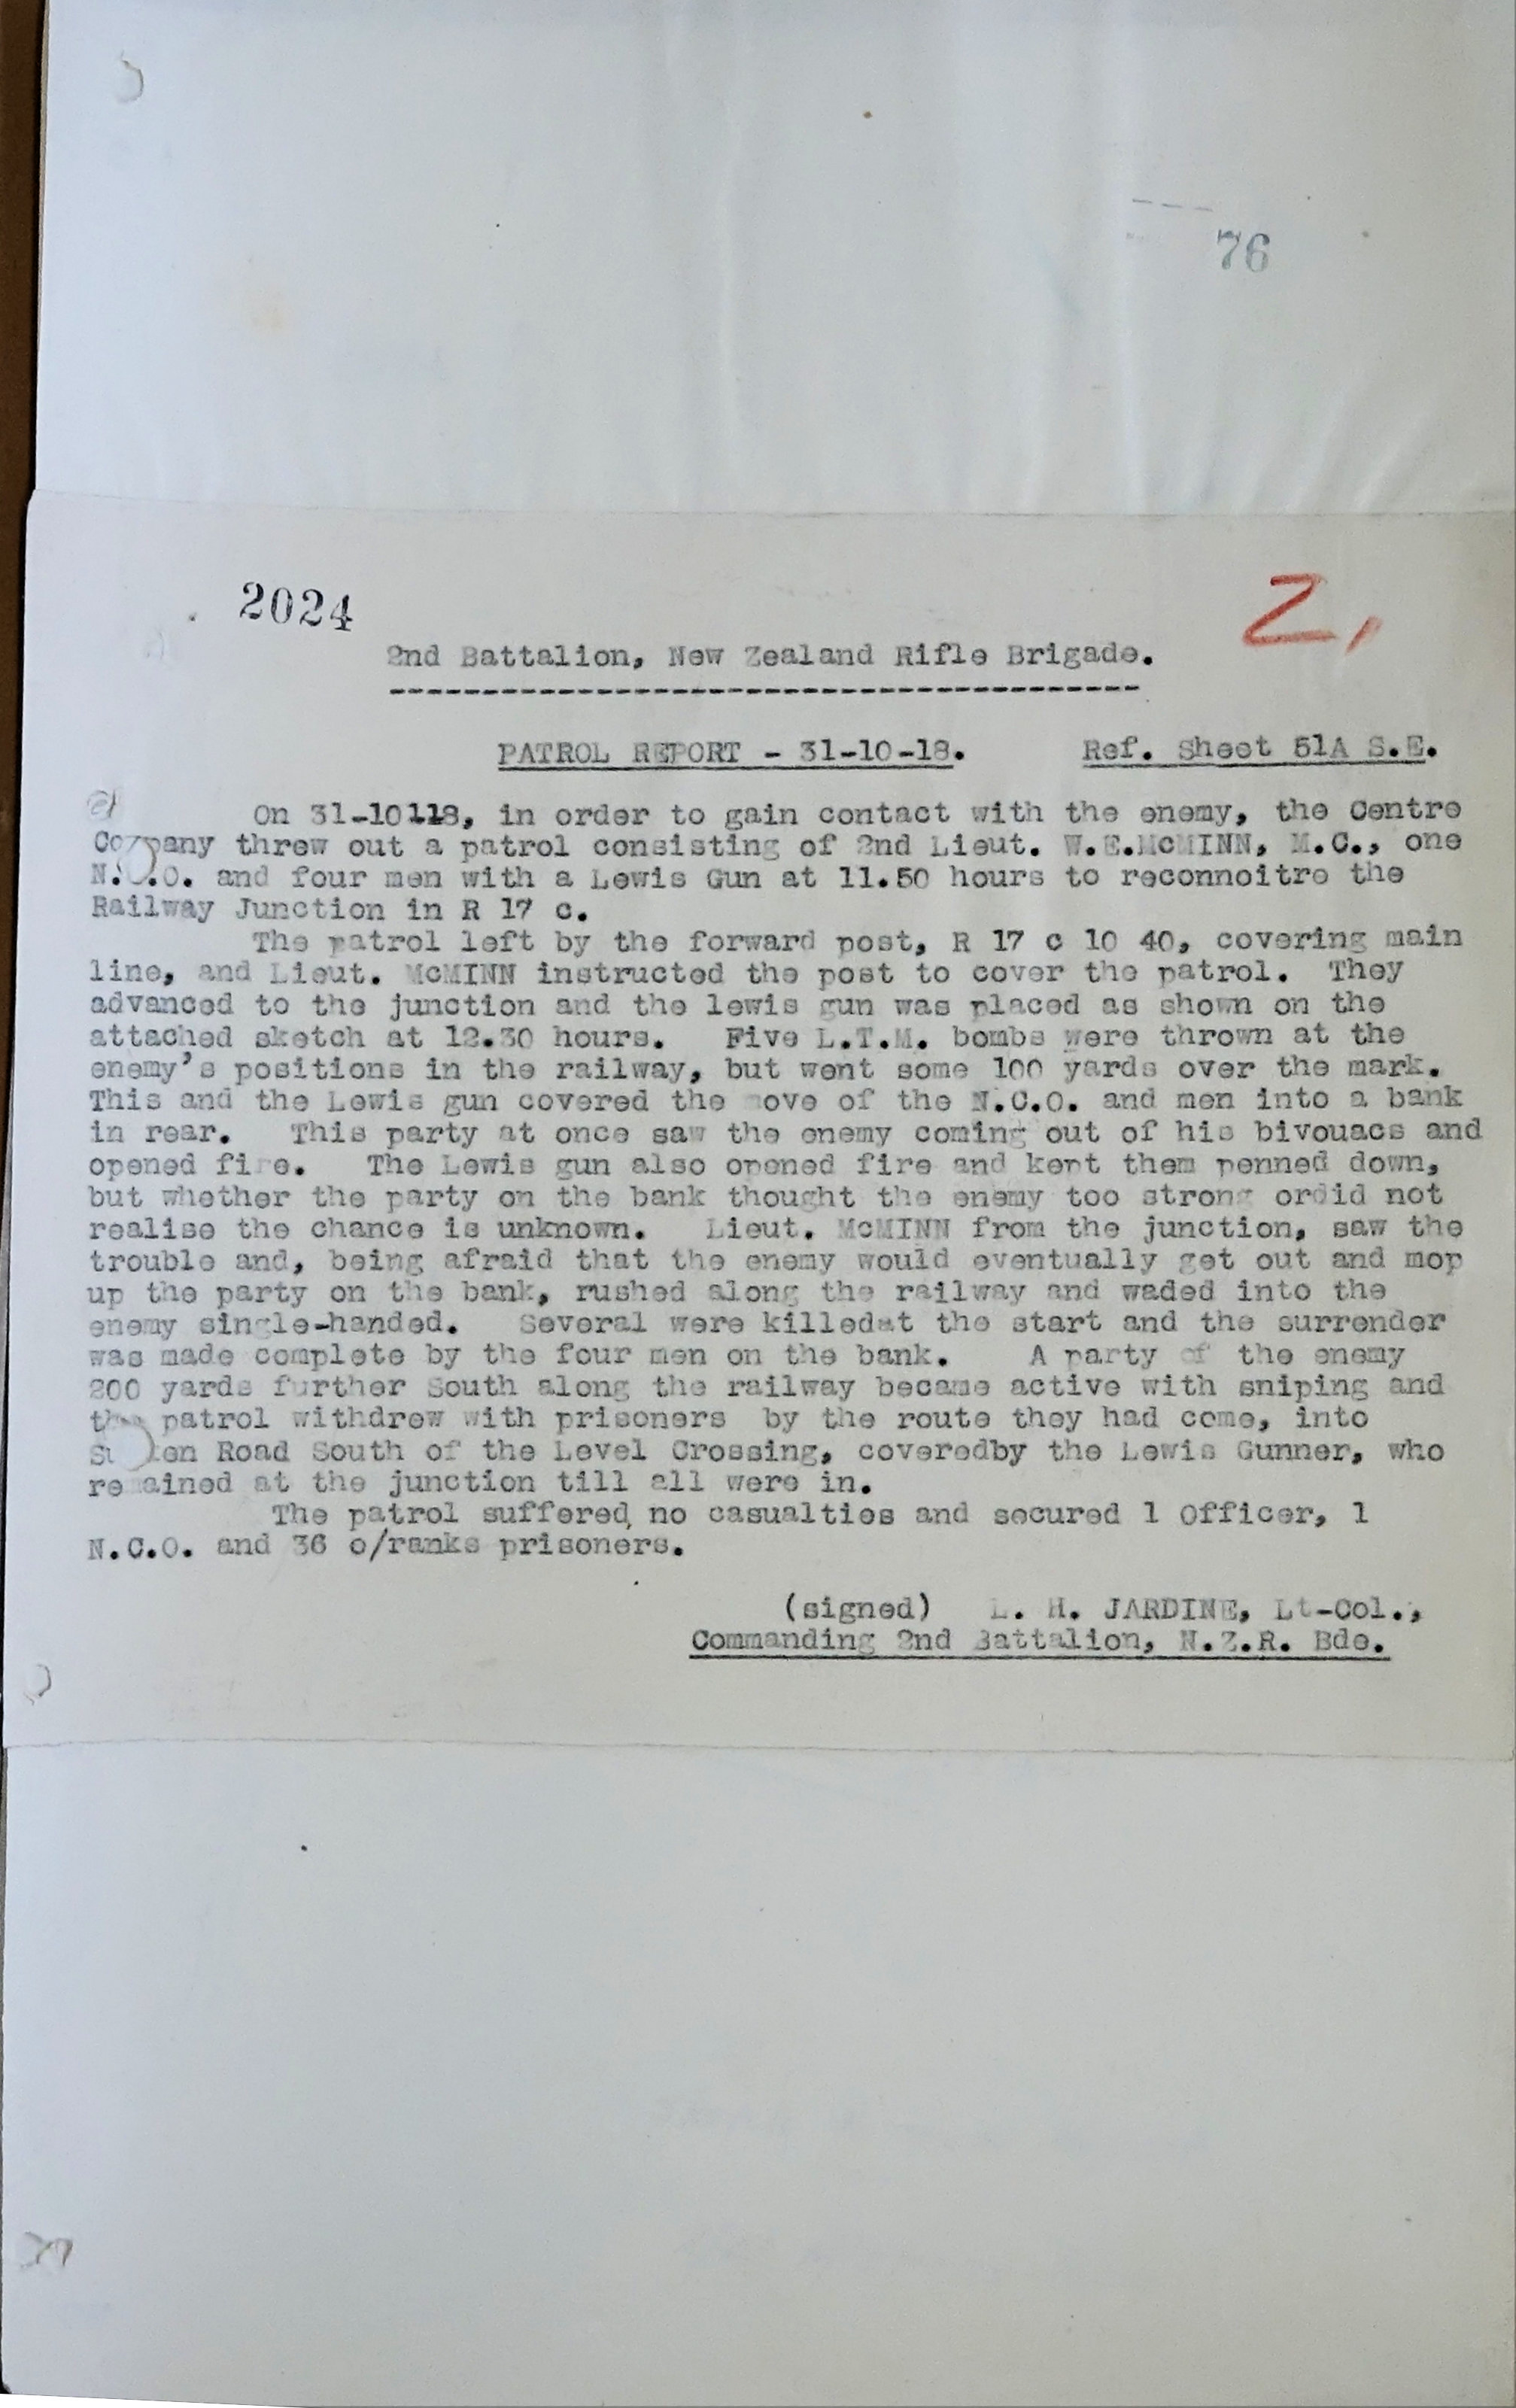 76
2024
Z,
2nd Battalion, New Zealand Rifle Brigade.
PATROL REPORT - 31-10-18. Ref. Sheet 51A S.E.
On 31-10118, in order to gain contact with the enemy, the Centre
Company threw out a patrol consisting of 2nd Lieut. W.E.McMINN, M.C., one
N.C.O. and four men with a Lewis Gun at 11.50 hours to reconnoitre the
Railway Junction in R 17 c.
The patrol left by the forward post, R 17 c 10 40, covering main
line, and Lieut. McMINN instructed the post to cover the patrol. They
advanced to the junction and the lewis gun was placed as shown on the
attached sketch at 12.30 hours. Five L.T.M. bombs were thrown at the
enemy's positions in the railway, but went some 100 yards over the mark.
This and the Lewis gun covered the move of the N.C.O. and men into a bank
in rear. This party at once saw the enemy coming out of his bivouacs and
opened fire. The Lewis gun also opened fire and kept them penned down,
but whether the party on the bank thought the enemy too strong ordid not
realise the chance is unknown. Lieut. McMINN from the junction, saw the
trouble and, being afraid that the enemy would eventually get out and mop
up the party on the bank, rushed along the railway and waded into the
enemy single-handed. Several were killedat the start and the surrender
was made complete by the four men on the bank. A party of the enemy
200 yards further South along the railway became active with sniping and
the patrol withdrew with prisoners by the route they had come, into
Sunken Road South of the Level Crossing, coveredby the Lewis Gunner, who
remained at the junction till all were in.
The patrol suffered no casualties and secured 1 Officer, 1
N.C.O. and 36 o/ranks prisoners.
(signed) L. H. JARDINE, Lt-Col.,
Commanding 2nd Battalion, N.Z.R. Bde.